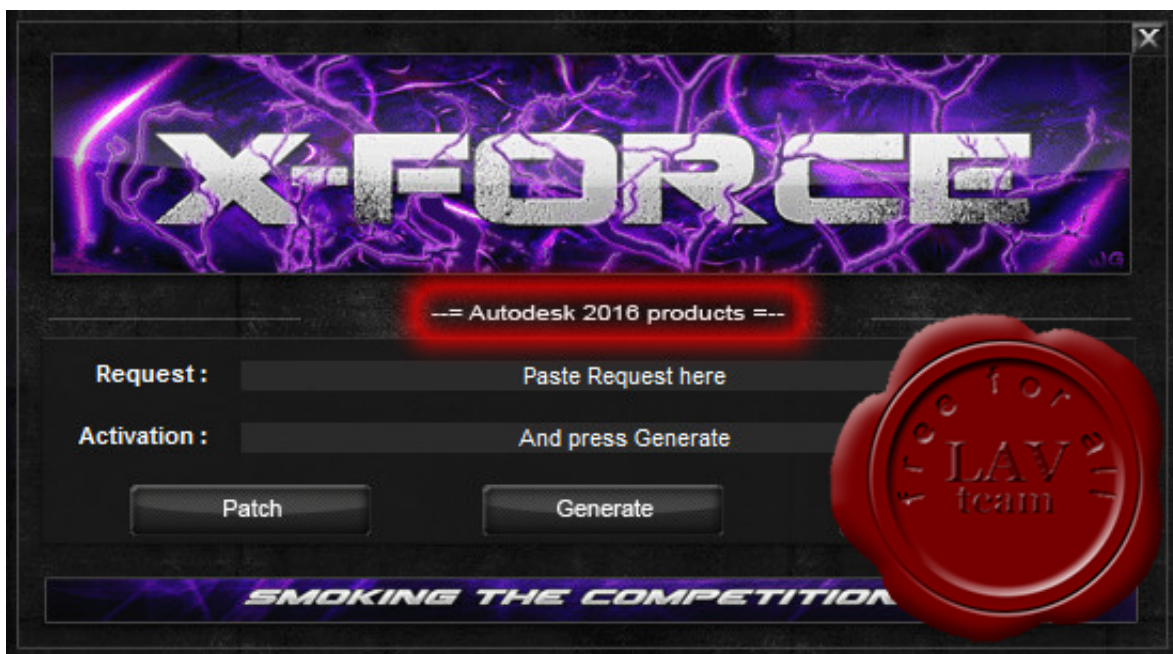 X
X-FORCE
JG
--= Autodesk 2016 products =--
Request :
Paste Request here
Activation :
And press Generate
Patch
Generate
free for all
LAV
team
SMOKING THE COMPETITION